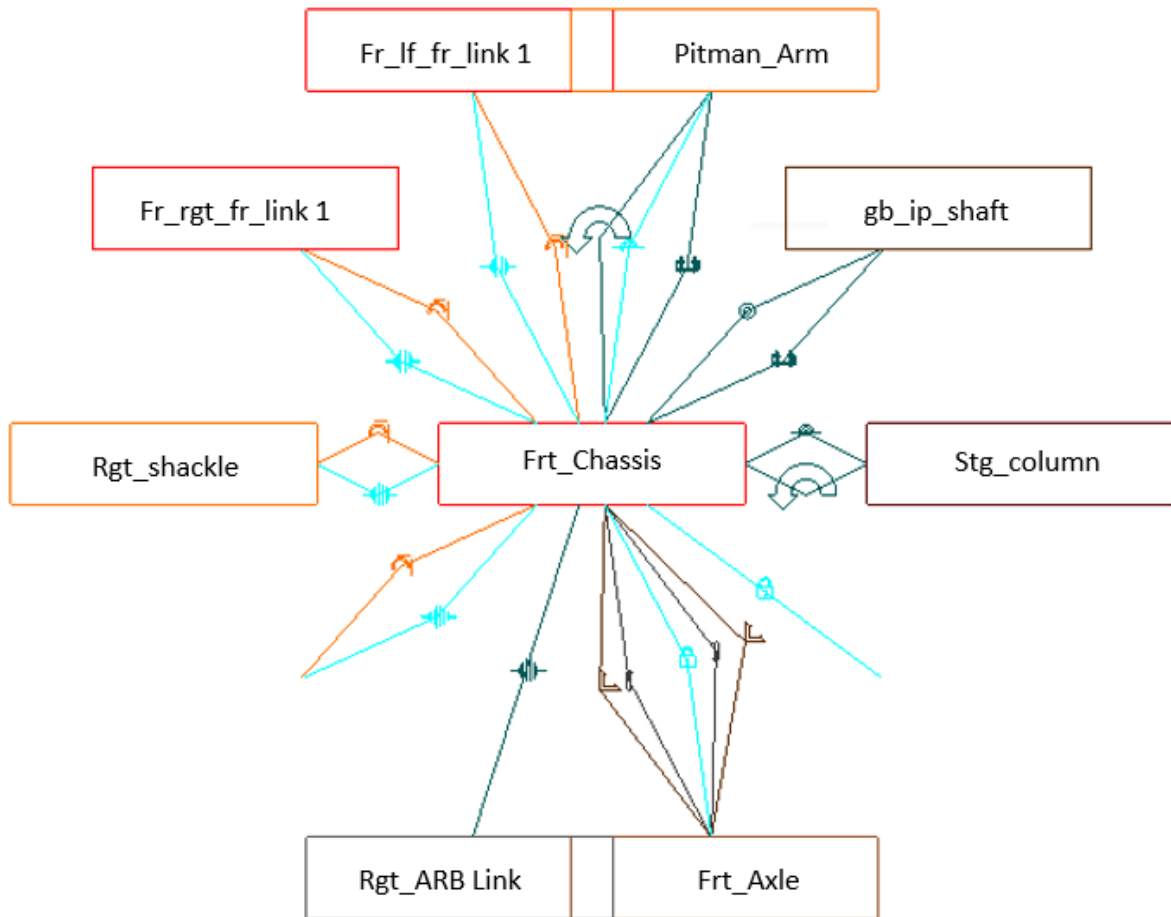 Fr_lf_fr_link 1
Pitman_Arm
Fr_rgt_fr_link 1
gb_ip_shaft
Rgt_shackle
Frt_Chassis
Stg_column
Rgt_ARB Link
Frt_Axle